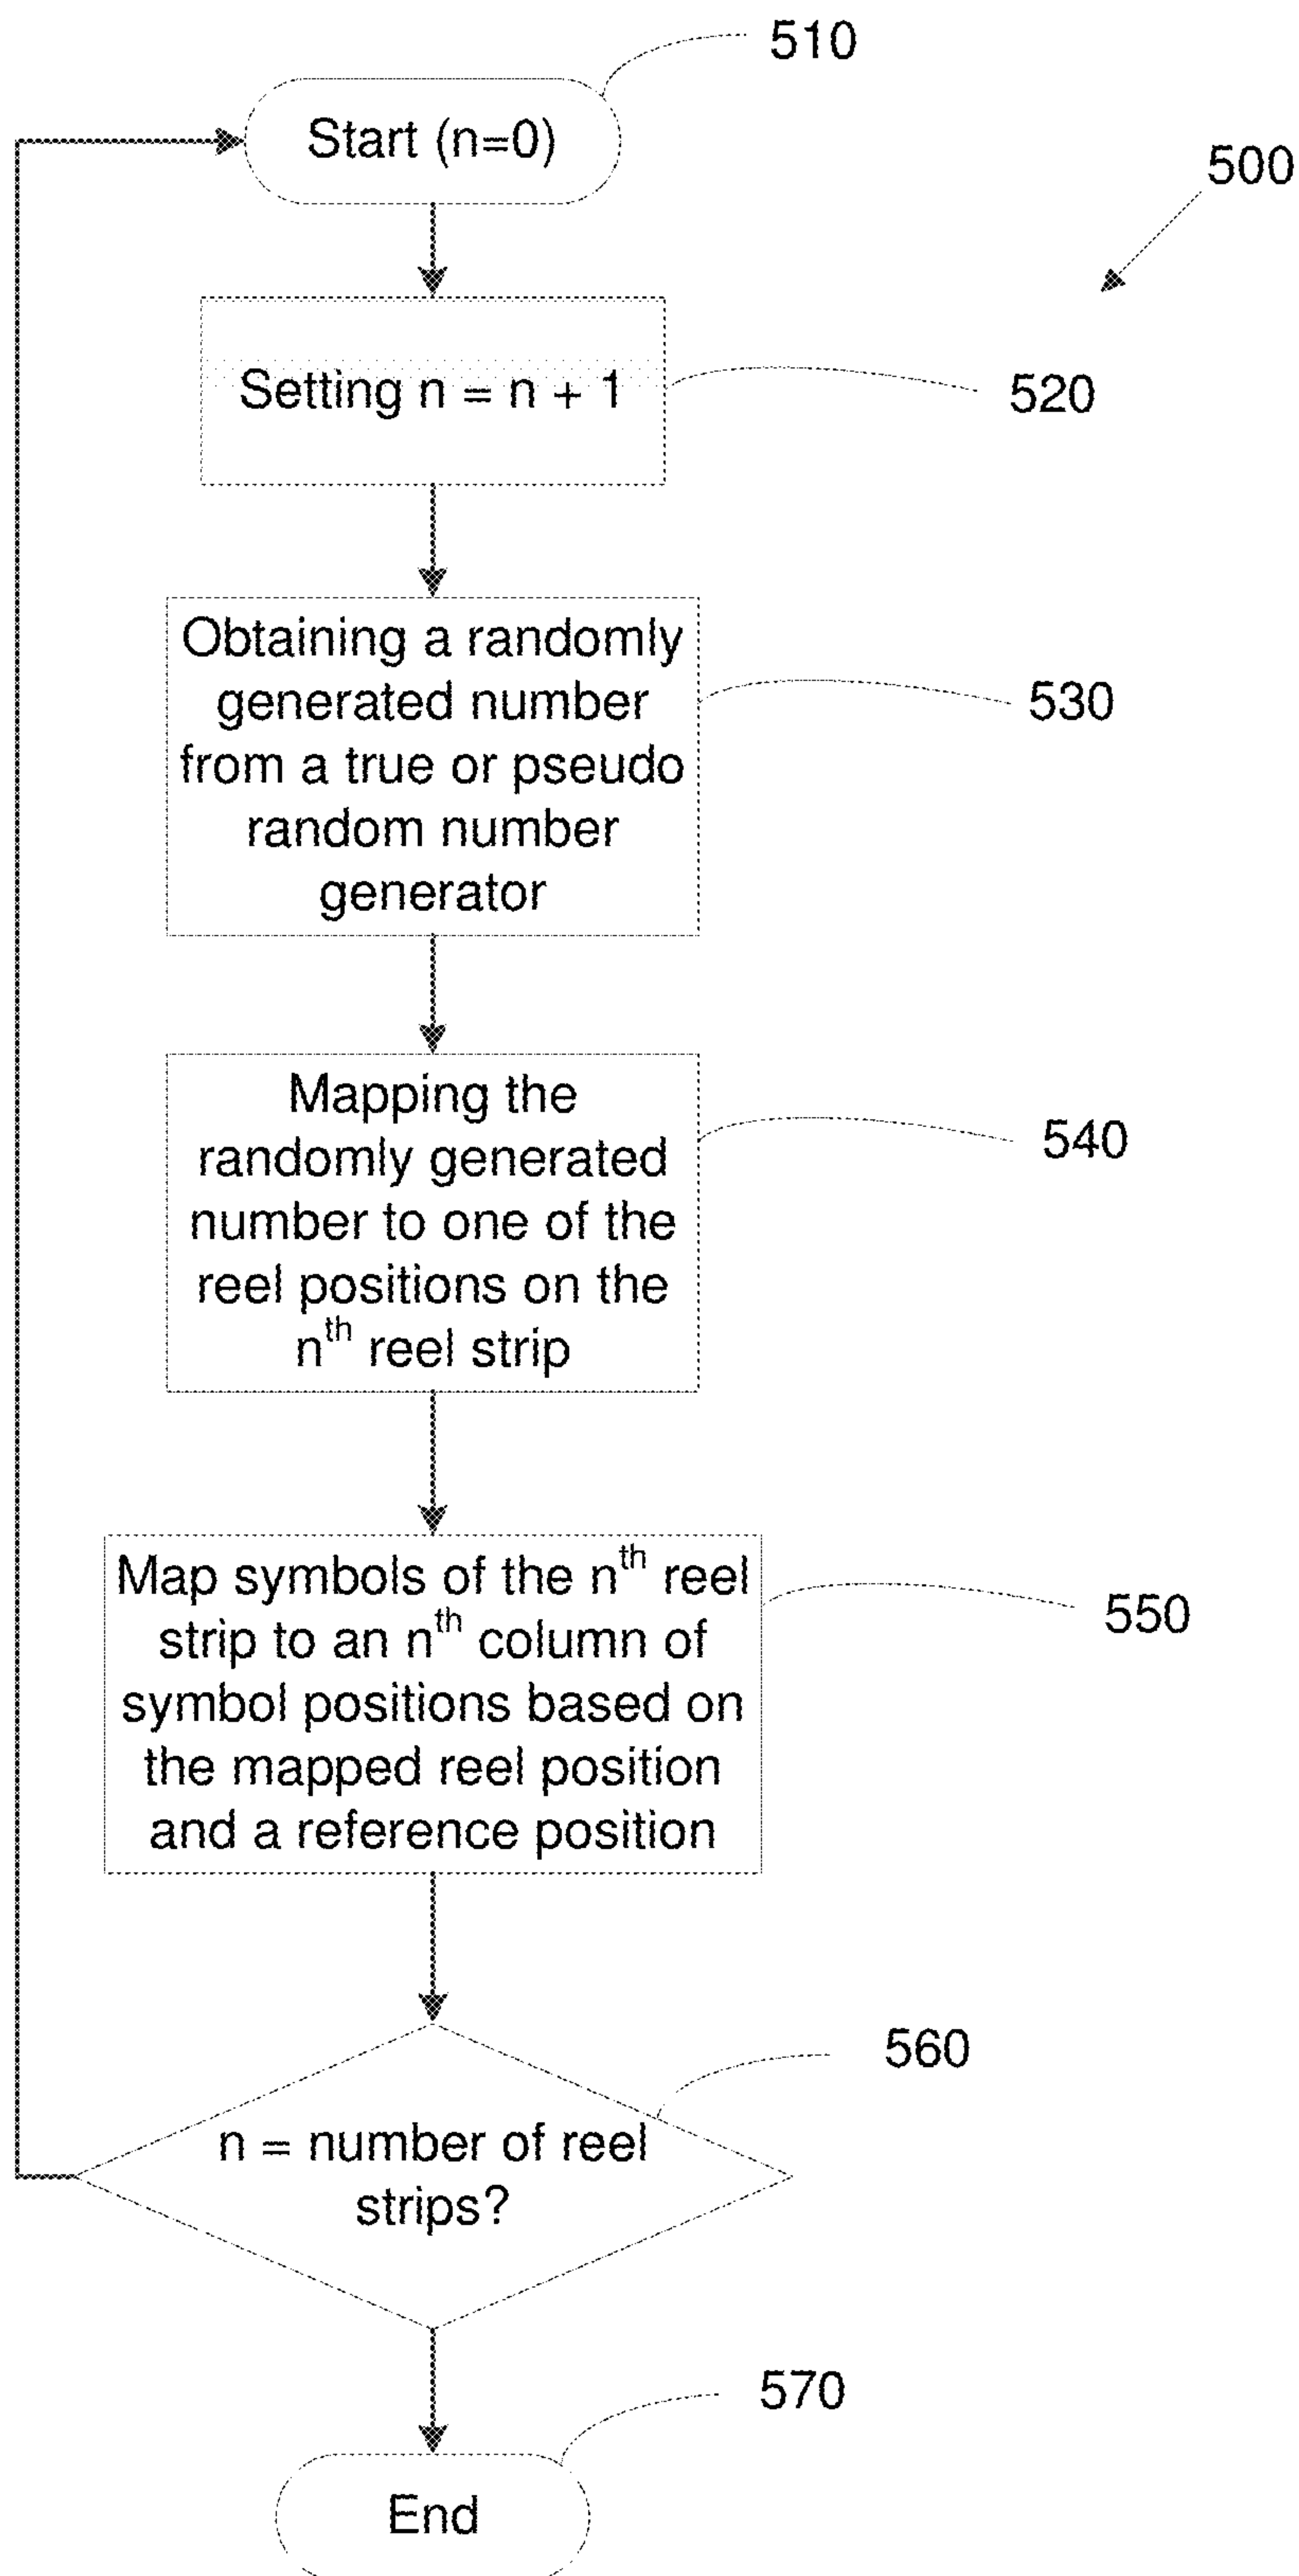 510
Start (n=0)
500
Setting n = n + 1
520
Obtaining a randomly
generated number
from a true or pseudo
random number
generator
530
Mapping the
randomly generated
number to one of the
reel positions on the
nth reel strip
540
Map symbols of the nth reel
strip to an nth column of
symbol positions based on
the mapped reel position
and a reference position
550
560
n = number of reel
strips?
570
End